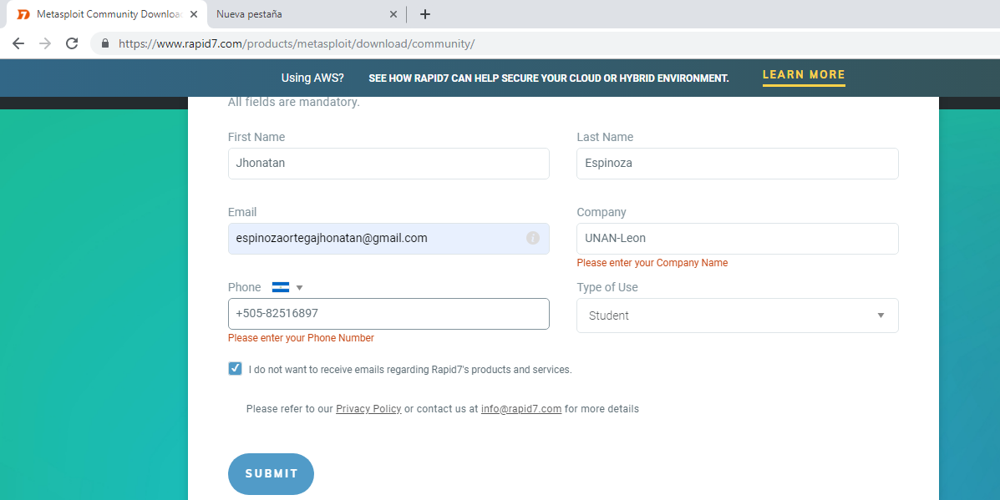 Metasploit Community Downloa
Nueva pestaña
https://www.rapid7.com/products/metasploit/download/community/
Using AWS? SEE HOW RAPID7 CAN HELP SECURE YOUR CLOUD OR HYBRID ENVIRONMENT. LEARN MORE
All fields are mandatory.
First Name
Last Name
Jhonatan
Espinoza
Email
Company
espinozaortegajhonatan@gmail.com
UNAN-Leon
Please enter your Company Name
Phone
Type of Use
+505-82516897
Student
Please enter your Phone Number
I do not want to receive emails regarding Rapid7's products and services.
Please refer to our Privacy Policy or contact us at info@rapid7.com for more details
SUBMIT